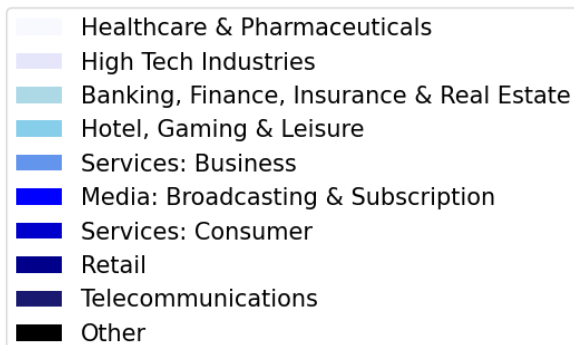 Healthcare & Pharmaceuticals
High Tech Industries
Banking, Finance, Insurance & Real Estate
Hotel, Gaming & Leisure
Services: Business
Media: Broadcasting & Subscription
Services: Consumer
Retail
Telecommunications
Other